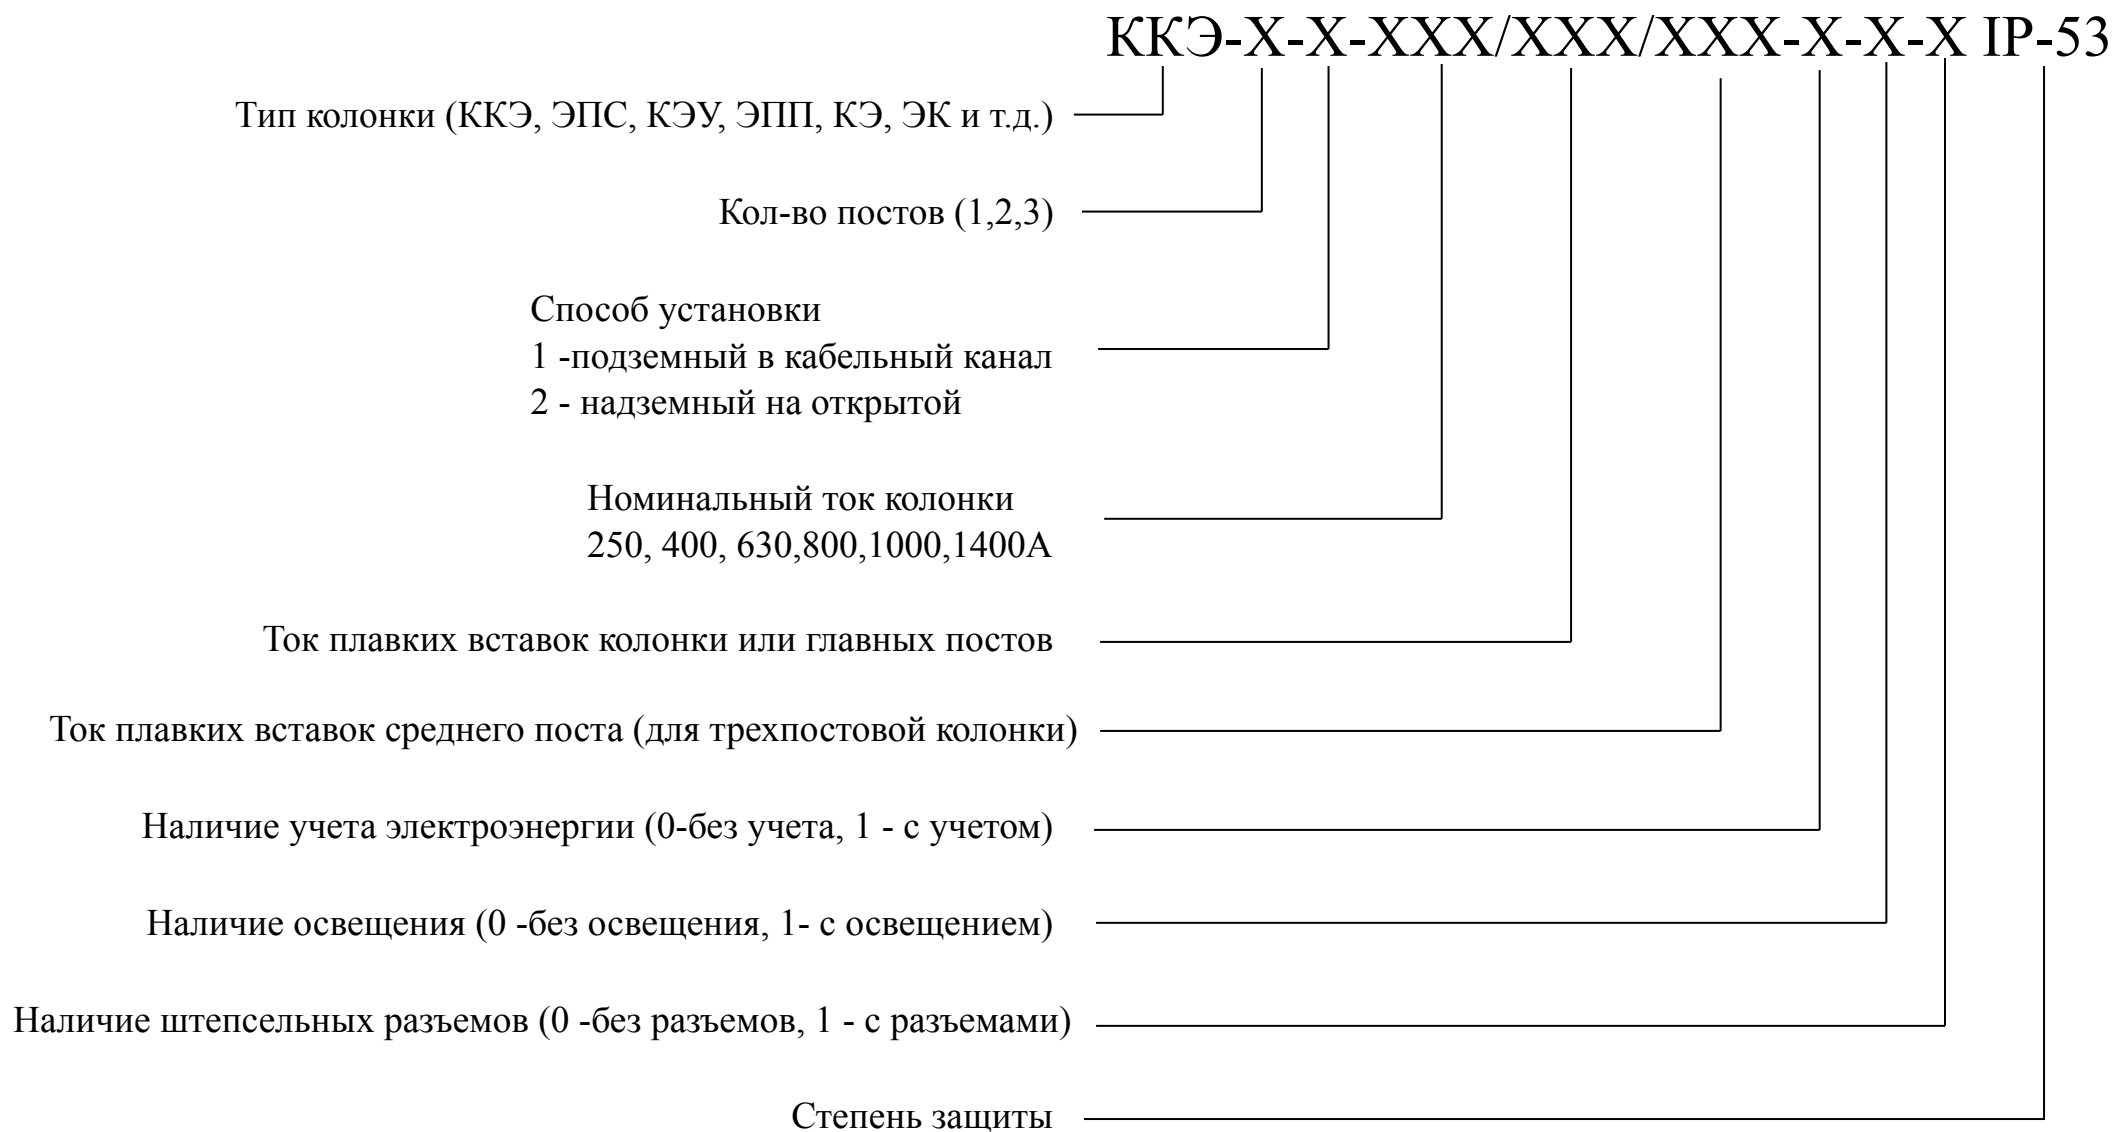 ККЭ-Х-Х-ХХХ/ХХХ/ХХХ-Х-Х-Х IP-53
Тип колонки (ККЭ, ЭПС, КЭУ, ЭПП, КЭ, ЭК и т.д.)
Кол-во постов (1,2,3)
Способ установки
1 -подземный в кабельный канал
2 - надземный на открытой
Номинальный ток колонки
250, 400, 630,800,1000,1400А
Ток плавких вставок колонки или главных постов
Ток плавких вставок среднего поста (для трехпостовой колонки)
Наличие учета электроэнергии (0-без учета, 1 - с учетом)
Наличие освещения (0 -без освещения, 1- с освещением)
Наличие штепсельных разъемов (0 -без разъемов, 1 - с разъемами)
Степень защиты